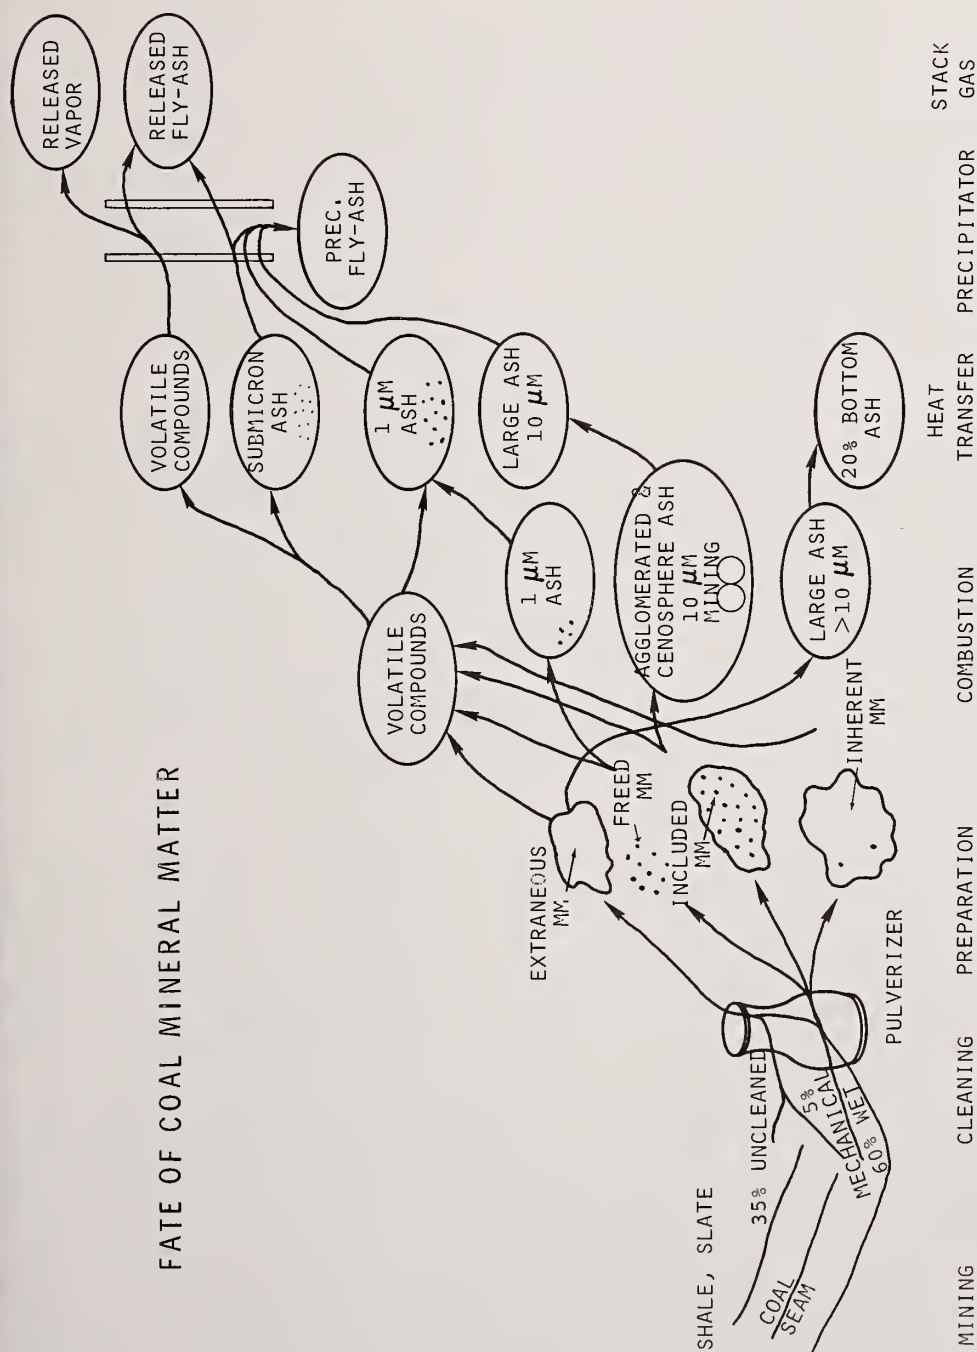 FATE OF COAL MINERAL MATTER
RELEASED
VAPOR
RELEASED
FLY-ASH
PREC.
FLY-ASH
VOLATILE
COMPOUNDS
SUBMICRON
ASH
1 μM
ASH
LARGE ASH
10 μM
20% BOTTOM
ASH
VOLATILE
COMPOUNDS
1 μM
ASH
AGGLOMERATED &
CENOSPHERE ASH
10 μM
MINING
LARGE ASH
>10 μM
EXTRANEOUS
MM
FREED
MM
INCLUDED
MM
INHERENT
MM
PULVERIZER
SHALE, SLATE
35% UNCLEANED
5%
MECHANICAL
60% WET
COAL
SEAM
MINING
CLEANING
PREPARATION
COMBUSTION
HEAT
TRANSFER
PRECIPITATOR
STACK
GAS